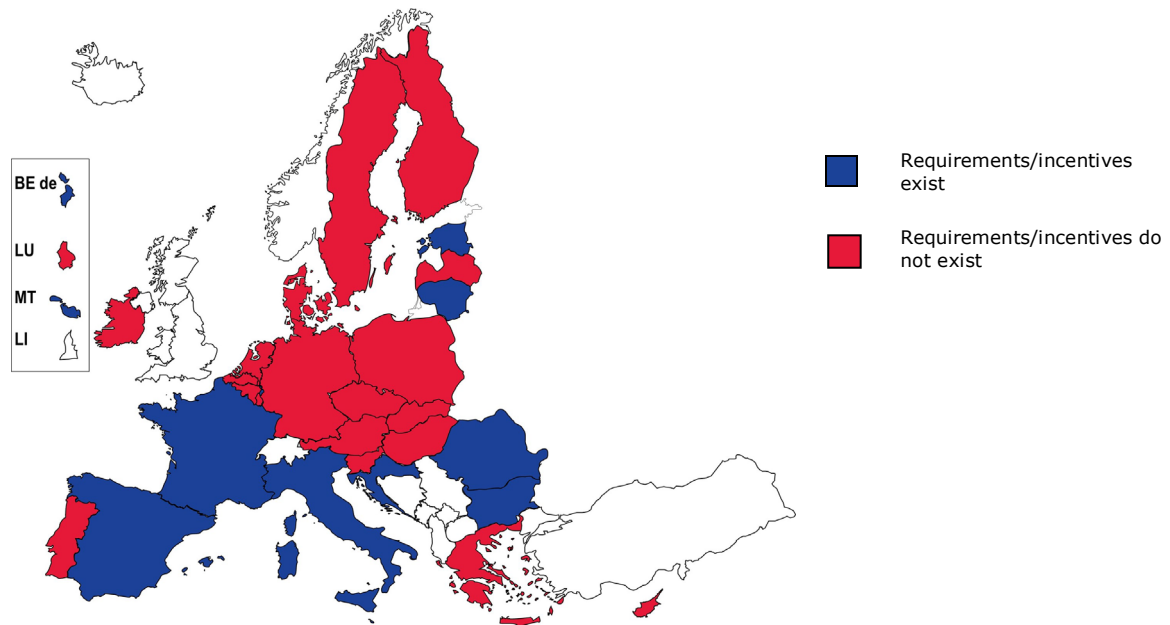 BE de
LU
MT
LI
Requirements/incentives
exist
Requirements/incentives do
not exist